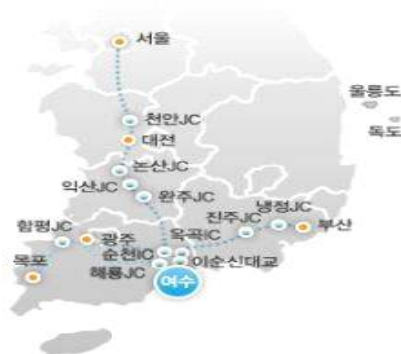 서울
울릉도
독도
천안JC
대전
논산JC
익산JC
완주JC
함평JC
광주
목포
순천IC
해룡JC
옥곡IC
진주JC
냉정JC
부산
이순신대교
여수